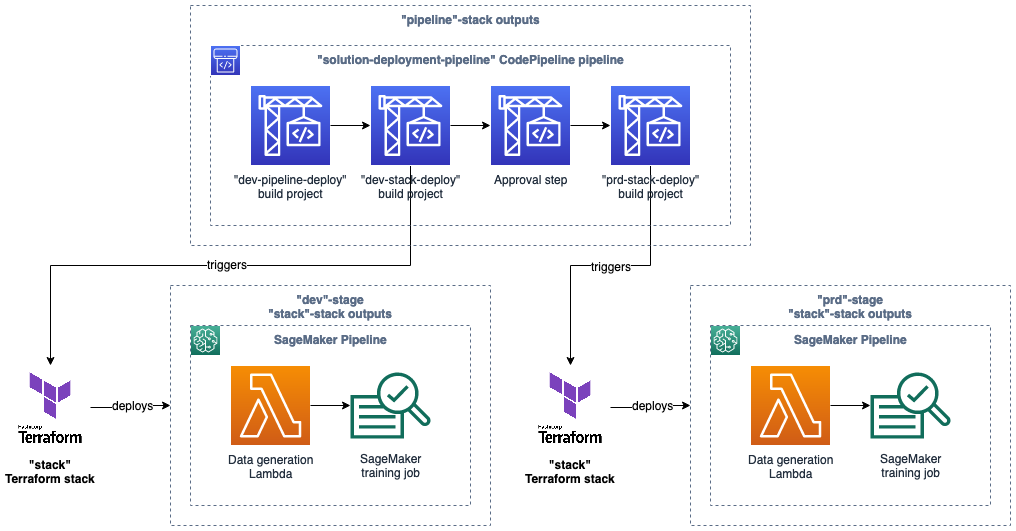 "pipeline"-stack outputs
"solution-deployment-pipeline" CodePipeline pipeline
"dev-pipeline-deploy"
build project
"dev-stack-deploy"
build project
Approval step
"prd-stack-deploy"
build project
triggers
triggers
"dev"-stage
"stack"-stack outputs
SageMaker Pipeline
HashiCorp
Terraform
"stack"
Terraform stack
deploys
Data generation
Lambda
SageMaker
training job
"prd"-stage
"stack"-stack outputs
SageMaker Pipeline
HashiCorp
Terraform
"stack"
Terraform stack
deploys
Data generation
Lambda
SageMaker
training job